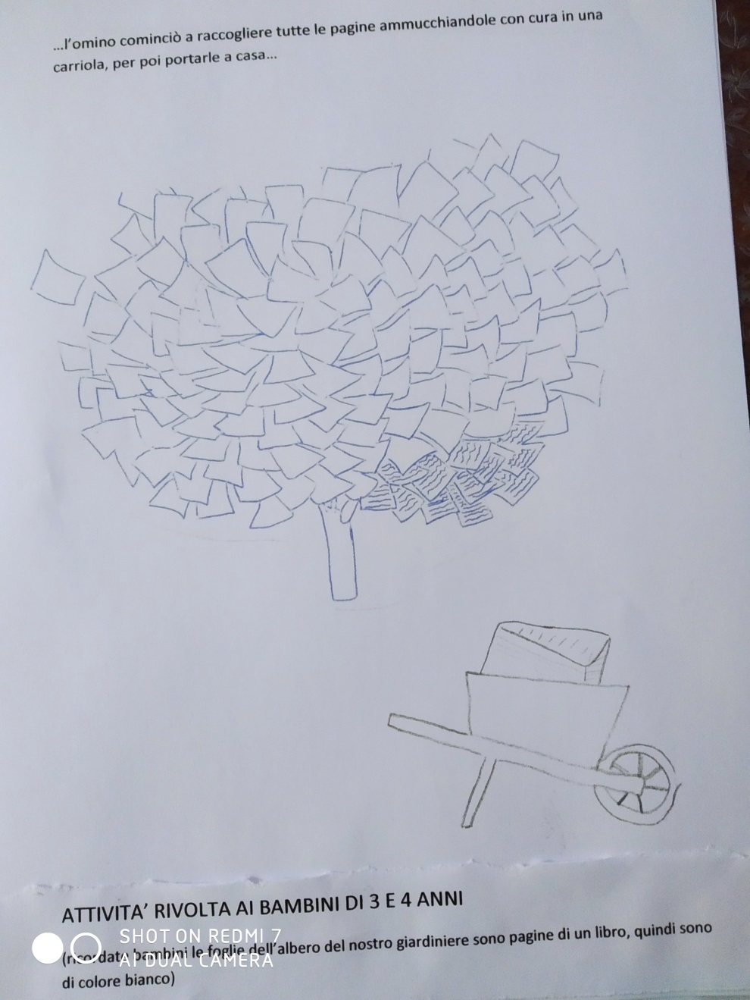 ...l'omino cominciò a raccogliere tutte le pagine ammucchiandole con cura in una
carriola, per poi portarle a casa...
ATTIVITA' RIVOLTA AI BAMBINI DI 3 E 4 ANNI
SHOT ON REDMI 7
AI DUAL CAMERA
(ricordate bambini le foglie dell'albero del nostro giardiniere sono pagine di un libro, quindi sono
di colore bianco)